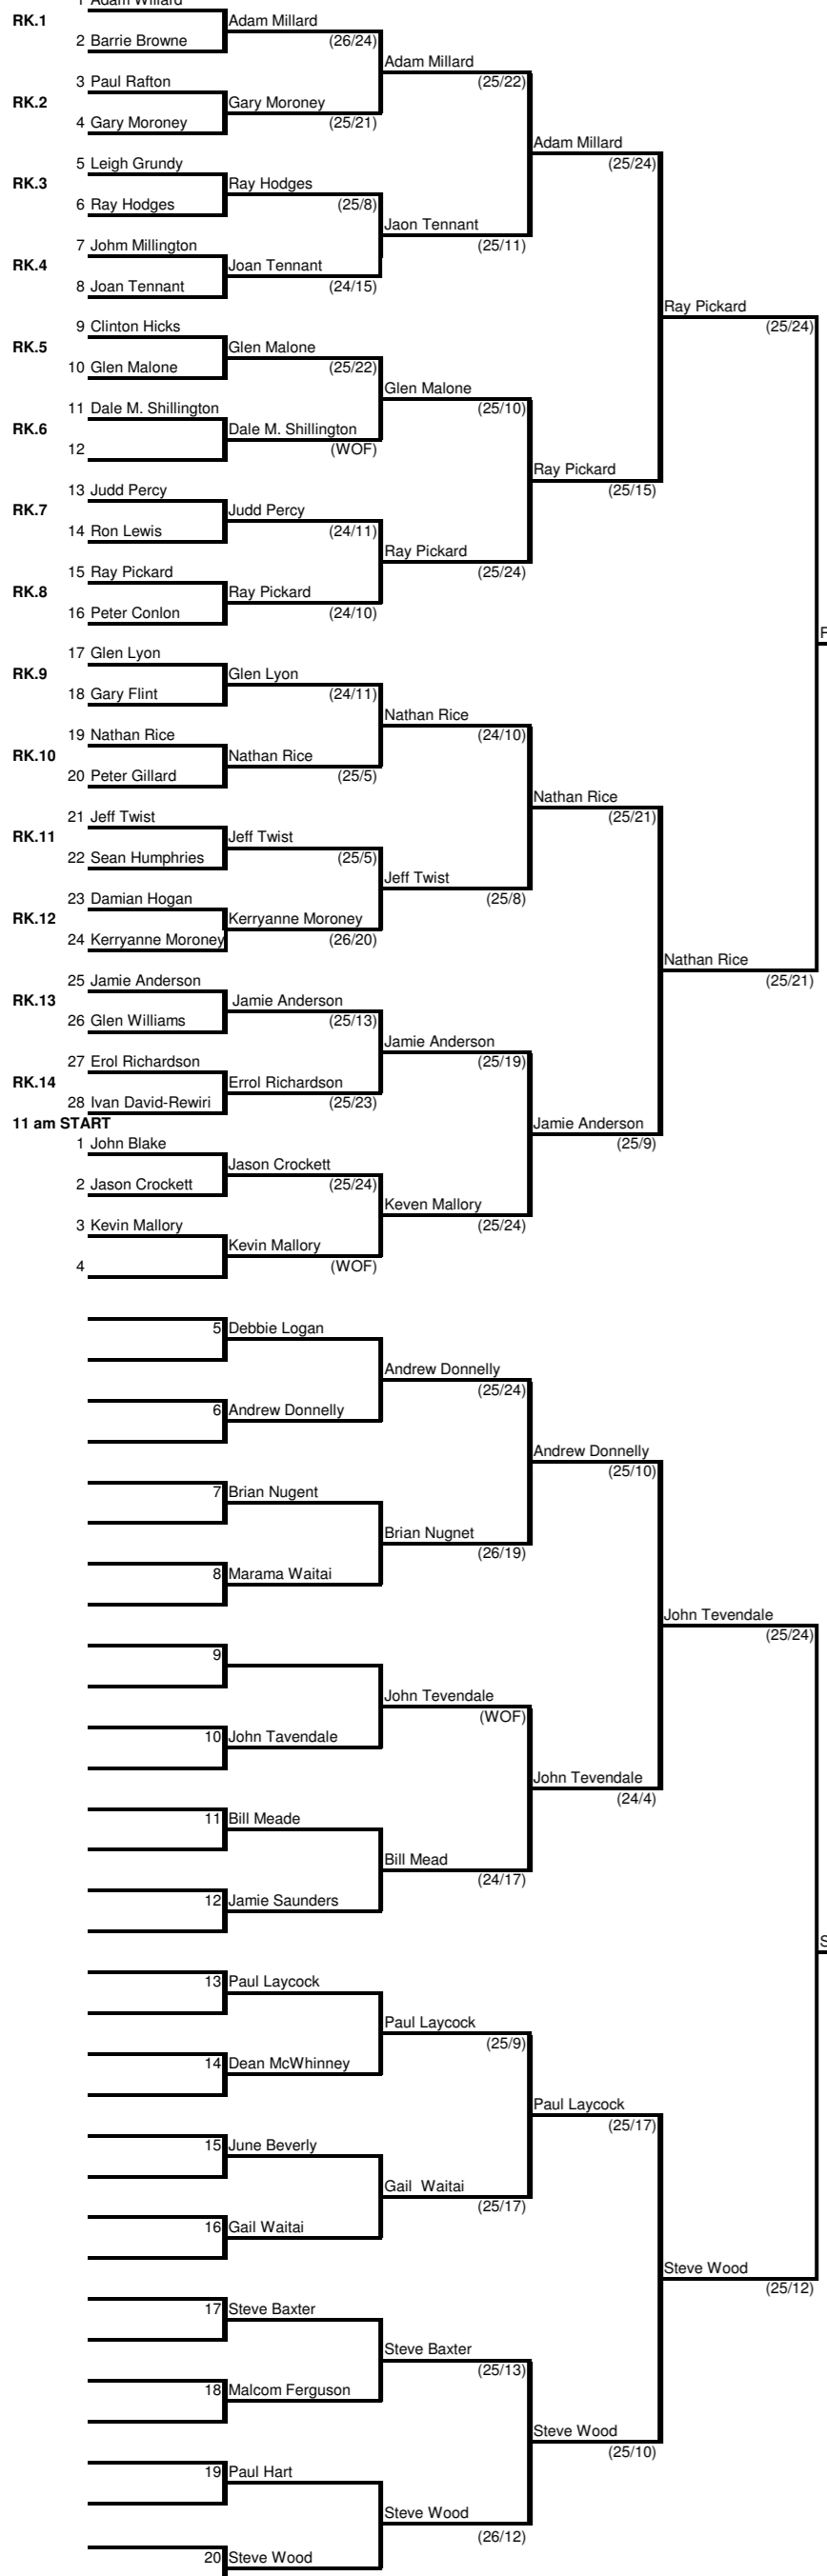 1 Adam Willard
RK.1
Adam Millard
2 Barrie Browne
(26/24)
Adam Millard
3 Paul Rafton
(25/22)
RK.2
Gary Moroney
4 Gary Moroney
(25/21)
Adam Millard
5 Leigh Grundy
(25/24)
RK.3
Ray Hodges
6 Ray Hodges
(25/8)
Jaon Tennant
7 Johm Millington
(25/11)
RK.4
Joan Tennant
8 Joan Tennant
(24/15)
Ray Pickard
9 Clinton Hicks
(25/24)
RK.5
Glen Malone
10 Glen Malone
(25/22)
Glen Malone
11 Dale M. Shillington
(25/10)
RK.6
Dale M. Shillington
12
(WOF)
Ray Pickard
13 Judd Percy
(25/15)
RK.7
Judd Percy
14 Ron Lewis
(24/11)
Ray Pickard
15 Ray Pickard
(25/24)
RK.8
Ray Pickard
16 Peter Conlon
(24/10)
17 Glen Lyon
RK.9
Glen Lyon
18 Gary Flint
(24/11)
Nathan Rice
19 Nathan Rice
(24/10)
RK.10
Nathan Rice
20 Peter Gillard
(25/5)
Nathan Rice
21 Jeff Twist
(25/21)
RK.11
Jeff Twist
22 Sean Humphries
(25/5)
Jeff Twist
23 Damian Hogan
(25/8)
RK.12
Kerryanne Moroney
24 Kerryanne Moroney
(26/20)
Nathan Rice
25 Jamie Anderson
(25/21)
RK.13
Jamie Anderson
26 Glen Williams
(25/13)
Jamie Anderson
27 Erol Richardson
(25/19)
RK.14
Errol Richardson
28 Ivan David-Rewiri
(25/23)
11 am START
Jamie Anderson
1 John Blake
(25/9)
Jason Crockett
2 Jason Crockett
(25/24)
Keven Mallory
3 Kevin Mallory
(25/24)
Kevin Mallory
4
(WOF)
5 Debbie Logan
Andrew Donnelly
(25/24)
6 Andrew Donnelly
Andrew Donnelly
(25/10)
7 Brian Nugent
Brian Nugnet
(26/19)
8 Marama Waitai
John Tevendale
(25/24)
9
John Tevendale
(WOF)
10 John Tavendale
John Tevendale
(24/4)
11 Bill Meade
Bill Mead
(24/17)
12 Jamie Saunders
13 Paul Laycock
Paul Laycock
(25/9)
14 Dean McWhinney
Paul Laycock
(25/17)
15 June Beverly
Gail  Waitai
(25/17)
16 Gail Waitai
Steve Wood
(25/12)
17 Steve Baxter
Steve Baxter
(25/13)
18 Malcom Ferguson
Steve Wood
(25/10)
19 Paul Hart
Steve Wood
(26/12)
20 Steve Wood